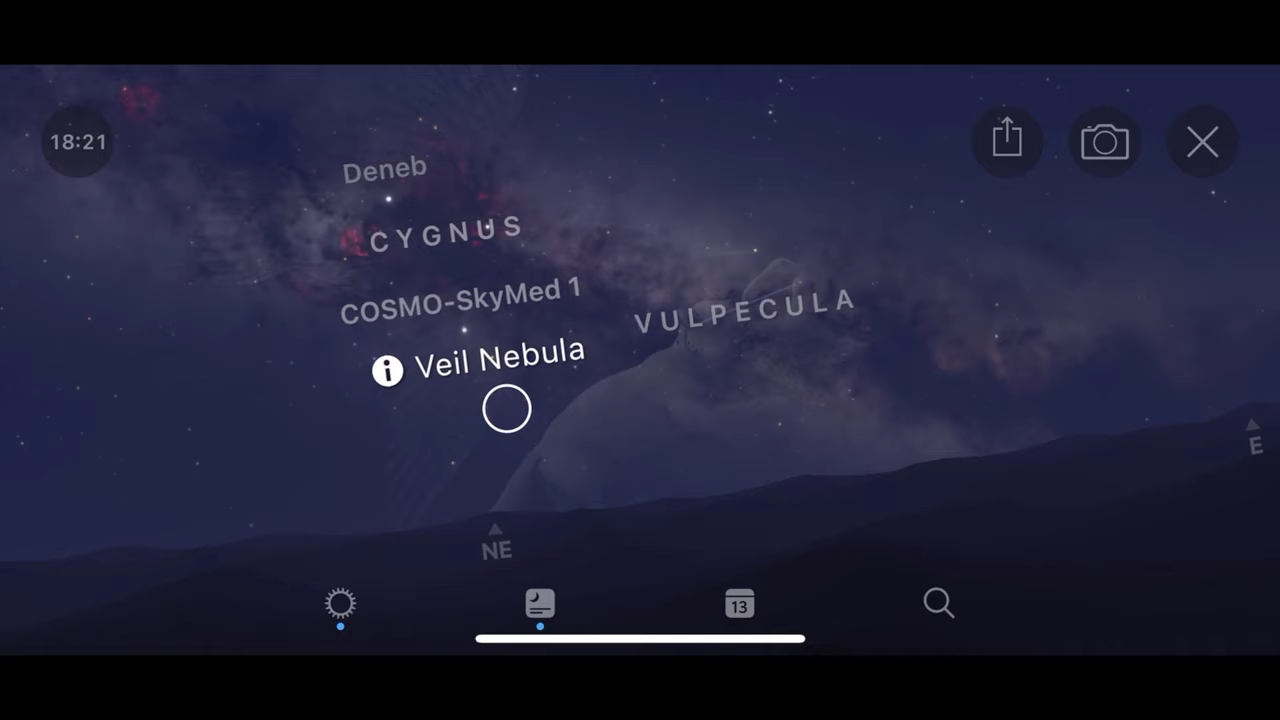 18:21
Deneb
CYGNUS
COSMO-SkyMed 1
VULPECULA
Veil Nebula
E
NE
13